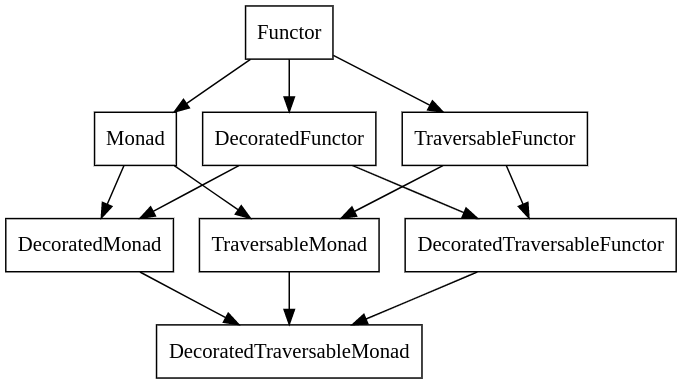 Functor
Monad
DecoratedFunctor
TraversableFunctor
DecoratedMonad
TraversableMonad
DecoratedTraversableFunctor
DecoratedTraversableMonad